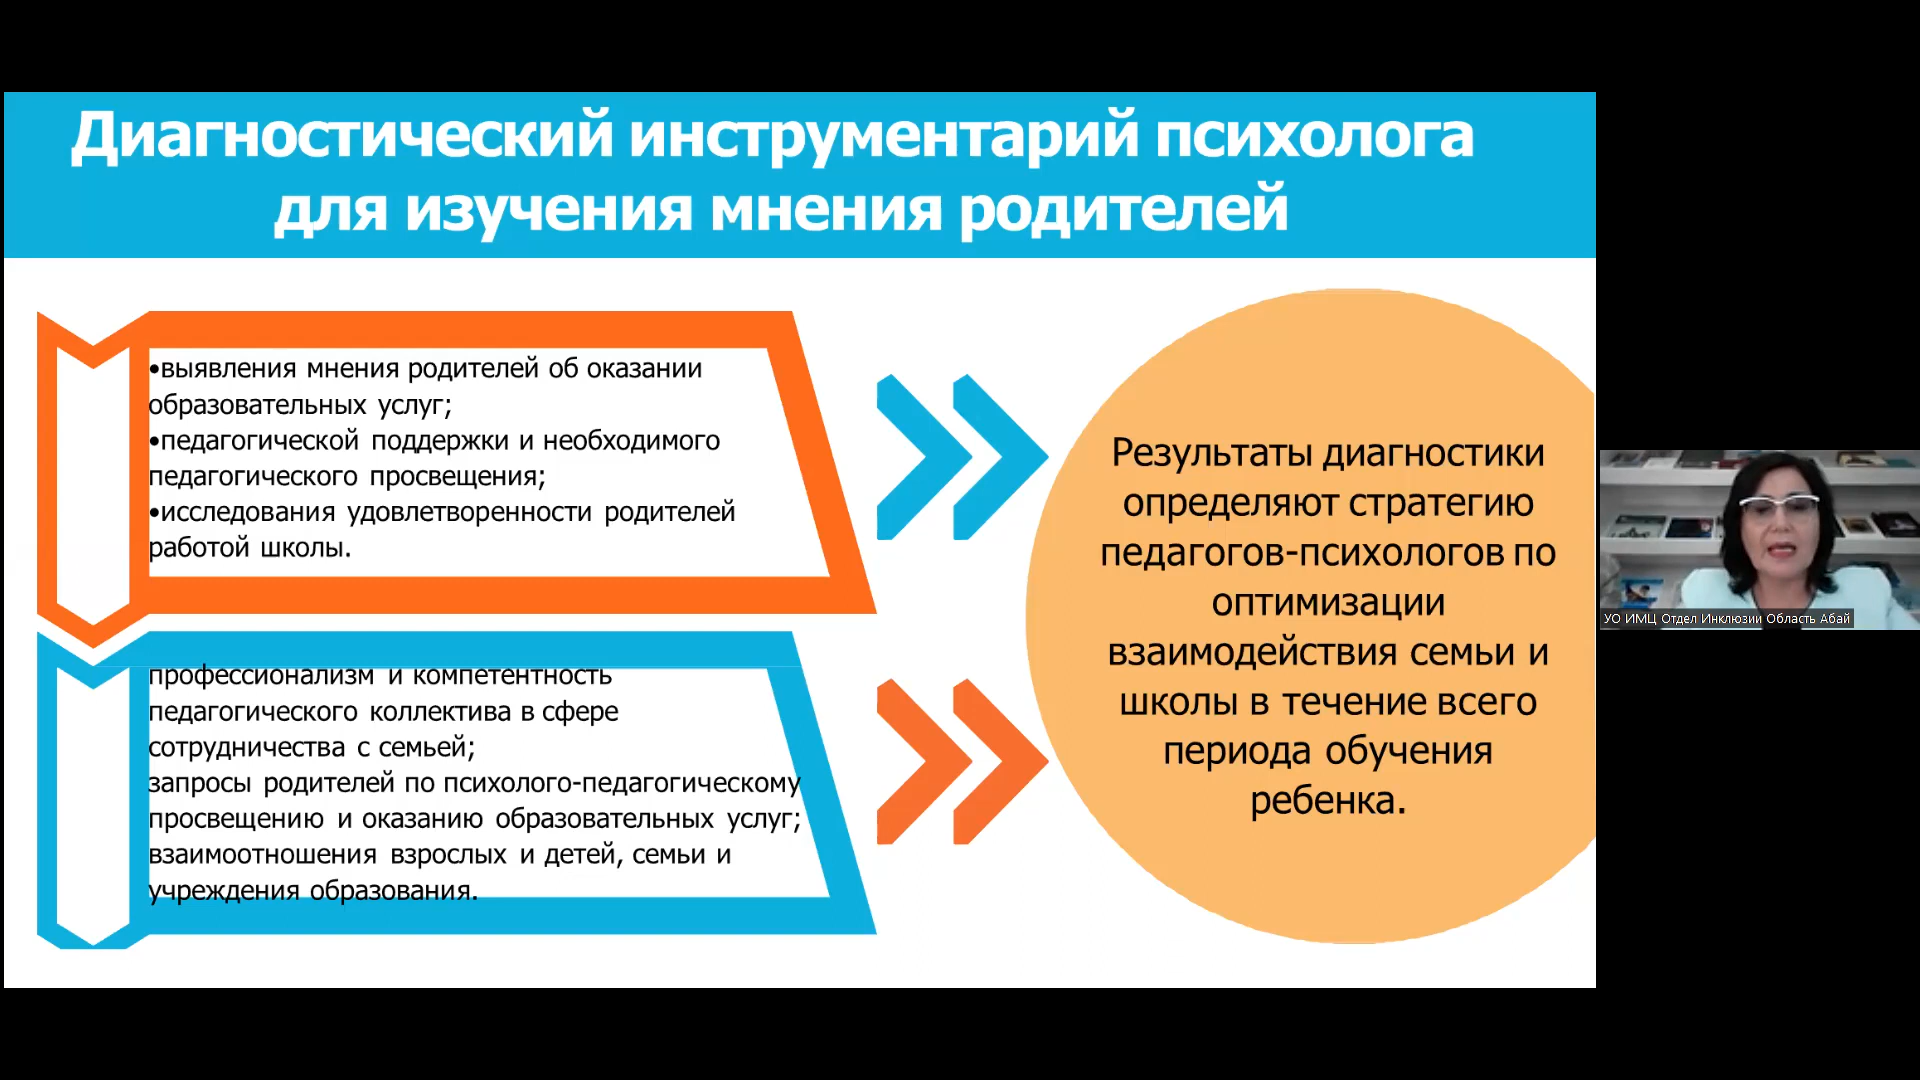 Диагностический инструментарий психолога
для изучения мнения родителей
•выявления мнения родителей об оказании
образовательных услуг;
•педагогической поддержки и необходимого
педагогического просвещения;
•исследования удовлетворенности родителей
работой школы.
профессионализм и компетентность
педагогического коллектива в сфере
сотрудничества с семьей;
запросы родителей по психолого-педагогическому
просвещению и оказанию образовательных услуг;
взаимоотношения взрослых и детей, семьи и
учреждения образования.
Результаты диагностики
определяют стратегию
педагогов-психологов по
оптимизации
взаимодействия семьи и
школы в течение всего
периода обучения
ребенка.
УО ИМЦ Отдел Инклюзии Область Абай